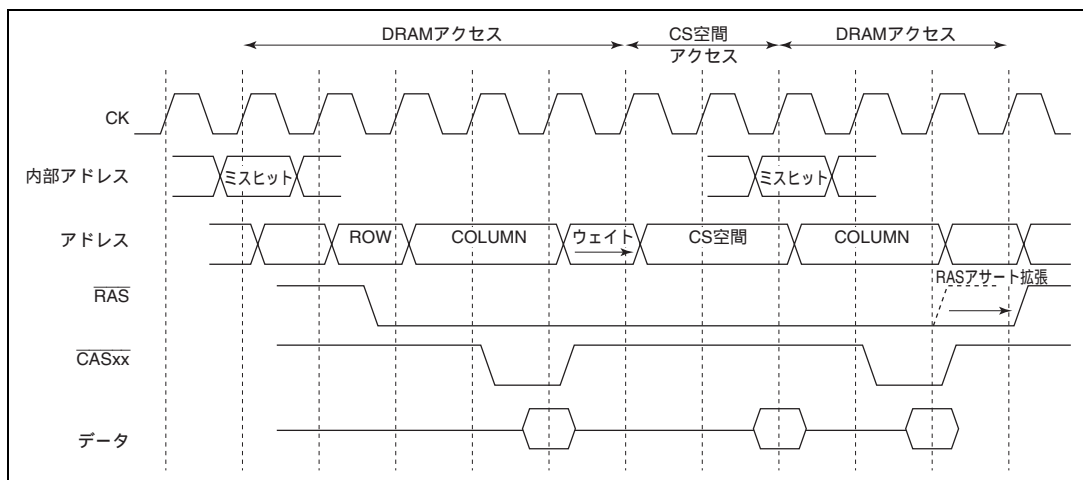 DRAMアクセス CS空間アクセス DRAMアクセス
CK
内部アドレス ミスヒット ミスヒット
アドレス ROW COLUMN ウェイト CS空間 COLUMN
RAS RASアサート拡張
CASxx
データ